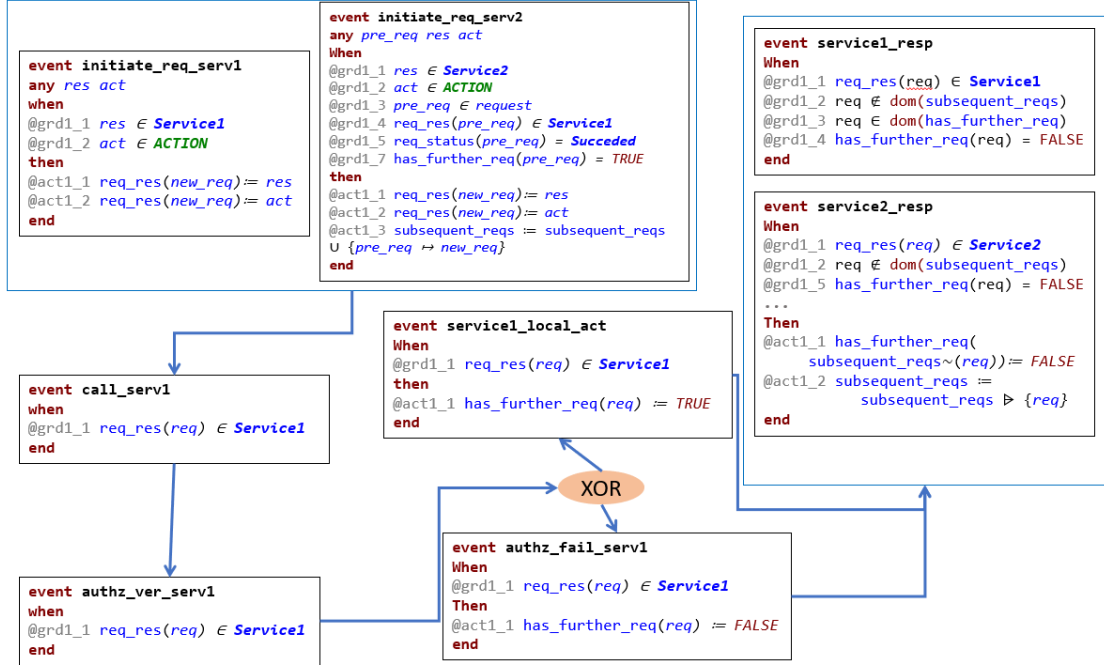 event initiate_req_serv1
any res act
when
@grd1_1 res ∈ Service1
@grd1_2 act ∈ ACTION
then
@act1_1 req_res(new_req)≔ res
@act1_2 req_res(new_req)≔ act
end
event initiate_req_serv2
any pre_req res act
When
@grd1_1 res ∈ Service2
@grd1_2 act ∈ ACTION
@grd1_3 pre_req ∈ request
@grd1_4 req_res(pre_req) ∈ Service1
@grd1_5 req_status(pre_req) = Succeded
@grd1_7 has_further_req(pre_req) = TRUE
then
@act1_1 req_res(new_req)≔ res
@act1_2 req_res(new_req)≔ act
@act1_3 subsequent_reqs ≔ subsequent_reqs
∪ {pre_req ↦ new_req}
end
event service1_resp
When
@grd1_1 req_res(req) ∈ Service1
@grd1_2 req ∉ dom(subsequent_reqs)
@grd1_3 req ∈ dom(has_further_req)
@grd1_4 has_further_req(req) = FALSE
end
event service2_resp
When
@grd1_1 req_res(req) ∈ Service2
@grd1_2 req ∉ dom(subsequent_reqs)
@grd1_5 has_further_req(req) = FALSE
...
Then
@act1_1 has_further_req(
subsequent_reqs~(req))≔ FALSE
@act1_2 subsequent_reqs ≔
subsequent_reqs ⩥ {req}
end
event service1_local_act
When
@grd1_1 req_res(req) ∈ Service1
then
@act1_1 has_further_req(req) ≔ TRUE
end
event call_serv1
when
@grd1_1 req_res(req) ∈ Service1
end
XOR
event authz_fail_serv1
When
@grd1_1 req_res(req) ∈ Service1
Then
@act1_1 has_further_req(req) ≔ FALSE
end
event authz_ver_serv1
when
@grd1_1 req_res(req) ∈ Service1
end